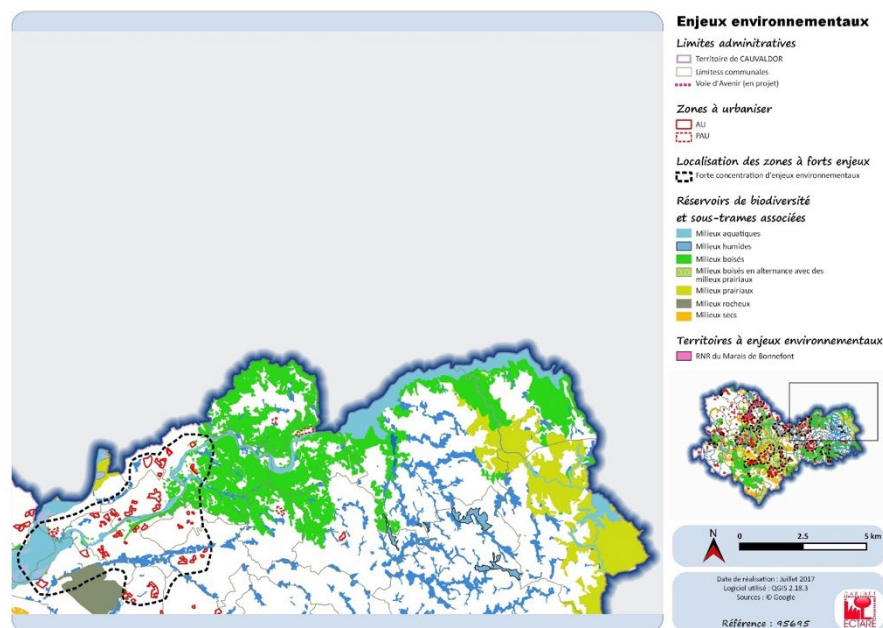 Enjeux environnementaux
Limites adminitratives
Territoire de CAUVALDOR
Limitess communales
Voie d'Avenir (en projet)
Zones à urbaniser
AU
PAU
Localisation des zones à forts enjeux
Forte concentration d'enjeux environnementaux
Réservoirs de biodiversité
et sous-trames associées
Milieux aquatiques
Milieux humides
Milieux boisés
Milieux boisés en alternance avec des
milieux prairiaux
Milieux prairiaux
Milieux rocheux
Milieux secs
Territoires à enjeux environnementaux
RNR du Marais de Bonnefont
N
0 2.5 5 km
Date de réalisation : Juillet 2017
Logiciel utilisé : QGIS 2.18.3
Sources : © Google
Référence : 95695
CABINET
ECTARE